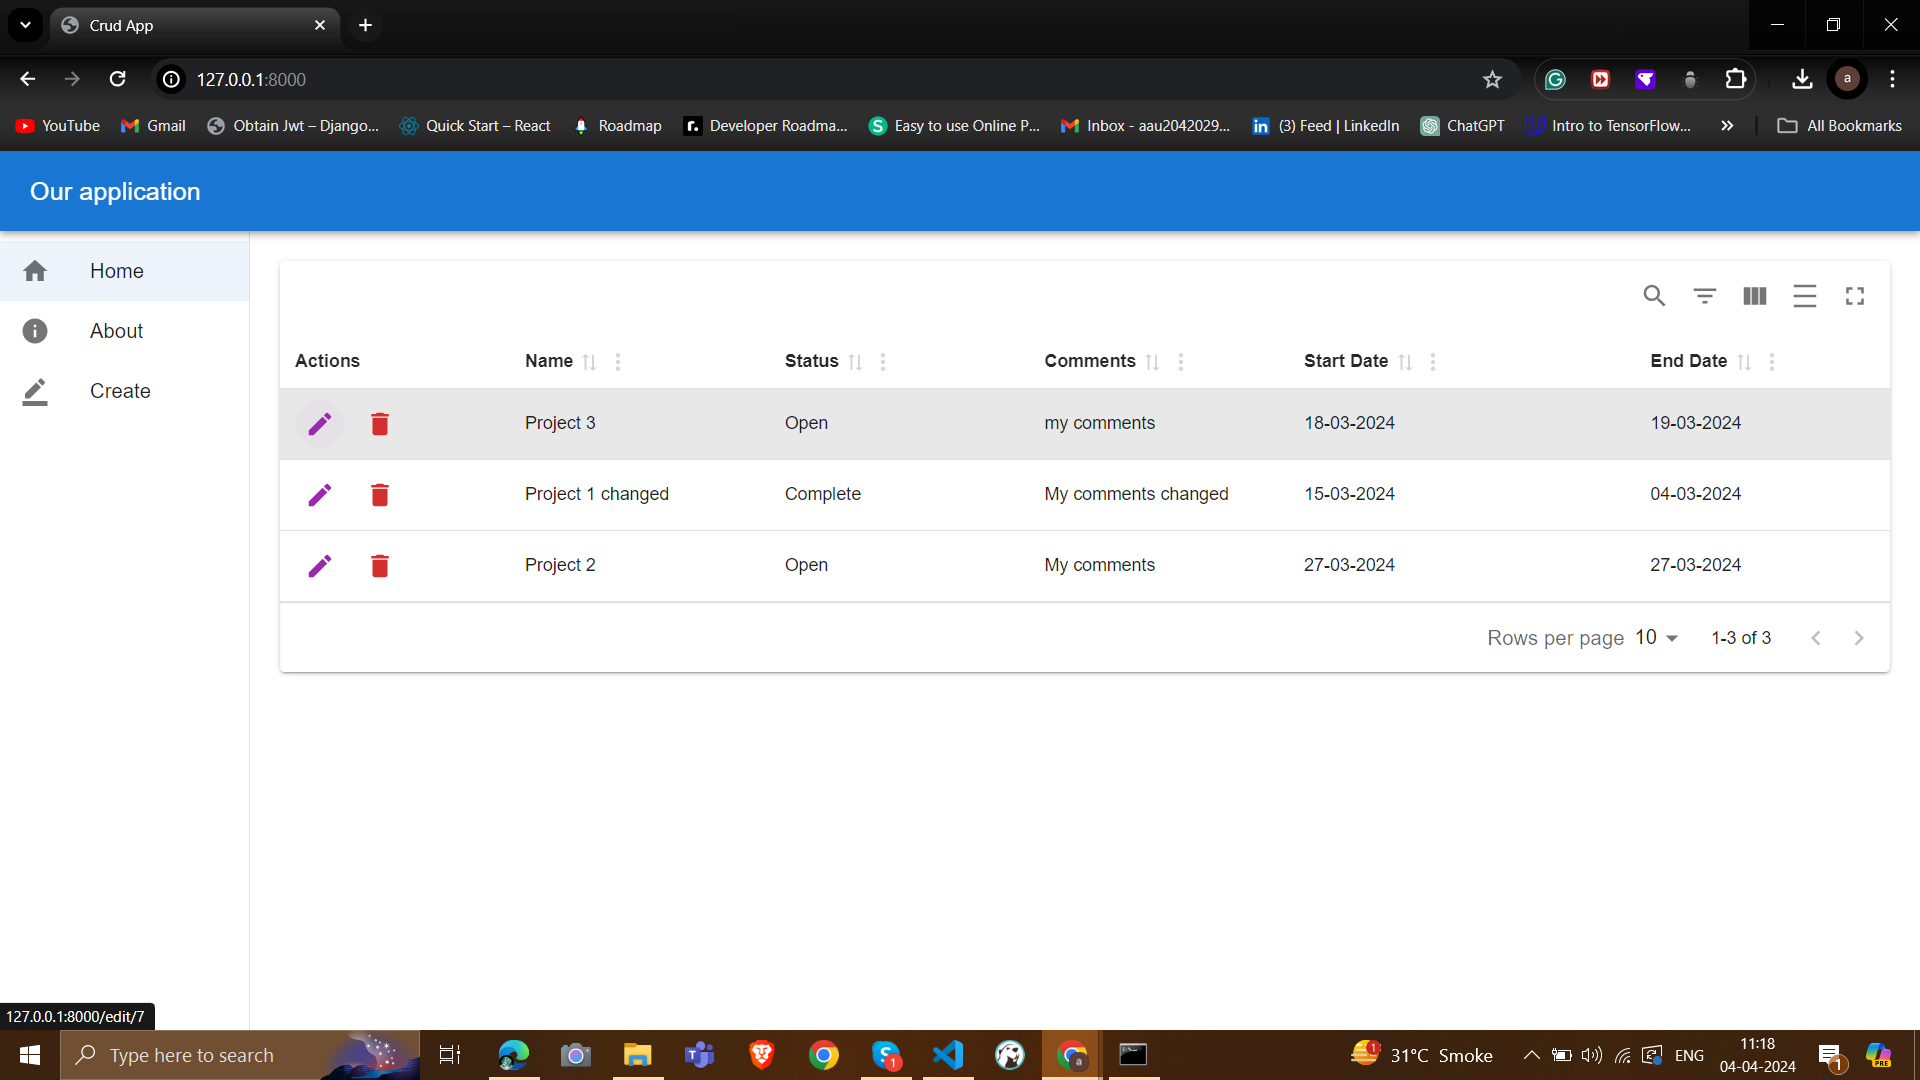 Crud App
127.0.0.1:8000
a
YouTube Gmail Obtain Jwt – Django... Quick Start – React Roadmap Developer Roadma... Easy to use Online P... Inbox - aau2042029... (3) Feed | LinkedIn ChatGPT Intro to TensorFlow... All Bookmarks
Our application
Home
About
Create
Actions Name Status Comments Start Date End Date
Project 3 Open my comments 18-03-2024 19-03-2024
Project 1 changed Complete My comments changed 15-03-2024 04-03-2024
Project 2 Open My comments 27-03-2024 27-03-2024
Rows per page 10 1-3 of 3
127.0.0.1:8000/edit/7
Type here to search
1
a
1
31°C Smoke
ENG
11:18
04-04-2024
1
PRE